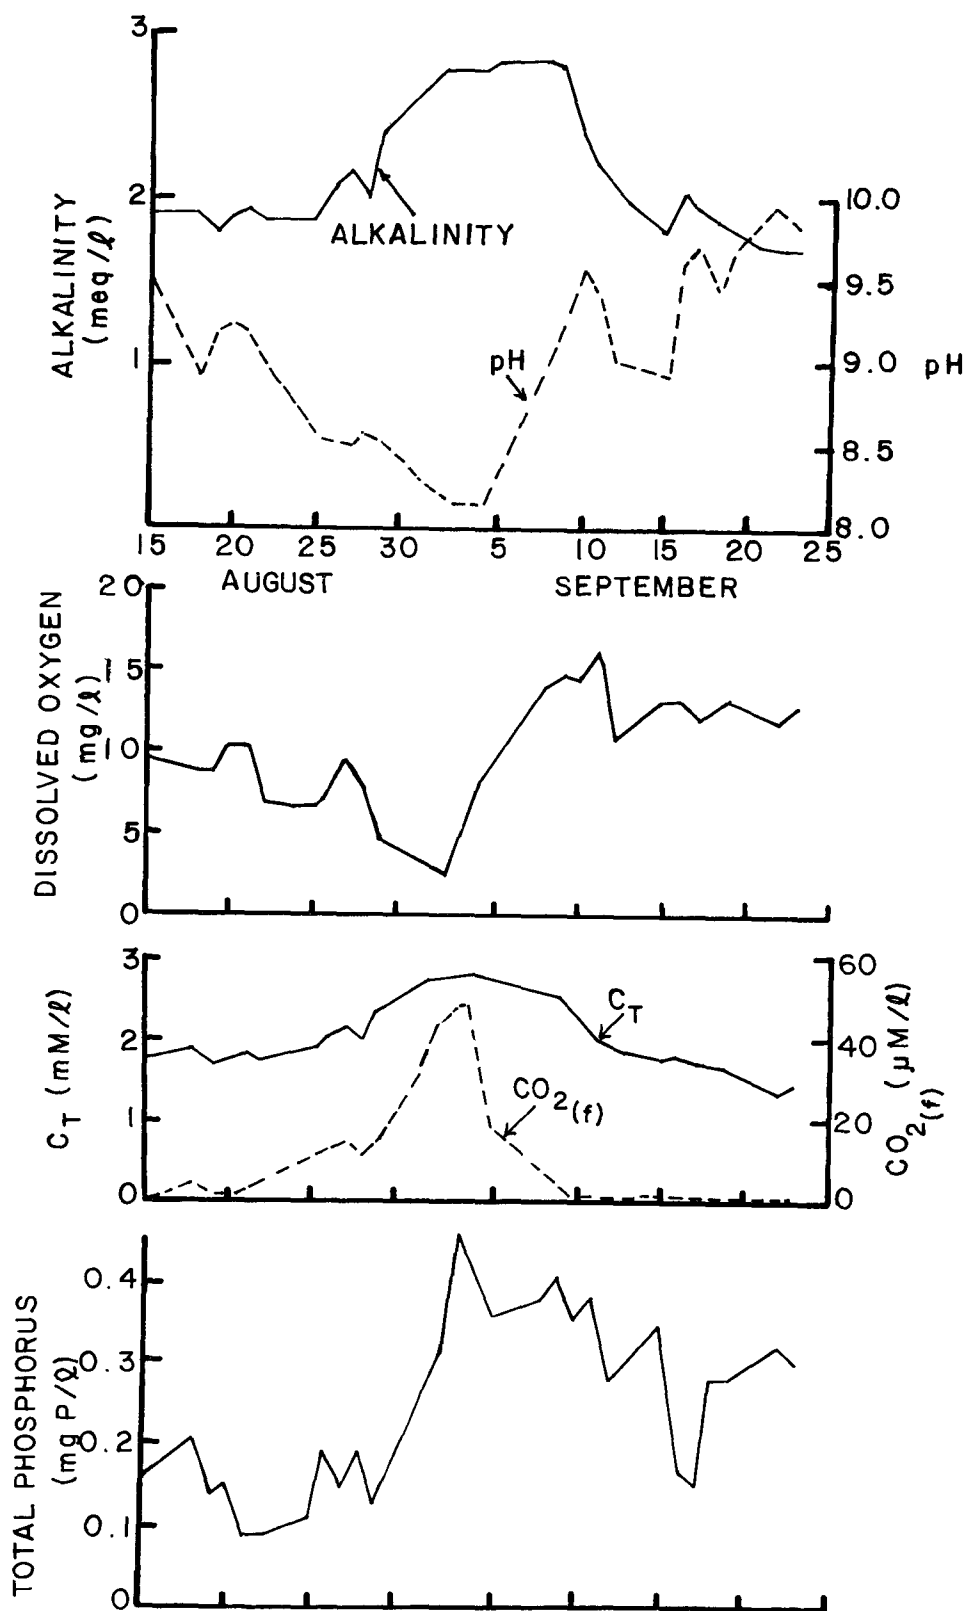 3
2
1
ALKALINITY
(meq/ℓ)
ALKALINITY
pH
10.0
9.5
9.0
8.5
8.0
pH
15 20 25 30 5 10 15 20 25
AUGUST SEPTEMBER
20
15
10
5
0
DISSOLVED OXYGEN
(mg/ℓ)
3
2
1
0
C_T (mM/ℓ)
C_T
CO2(f)
60
40
20
0
CO2(f) (μM/ℓ)
0.4
0.3
0.2
0.1
0
TOTAL PHOSPHORUS
(mg P/ℓ)